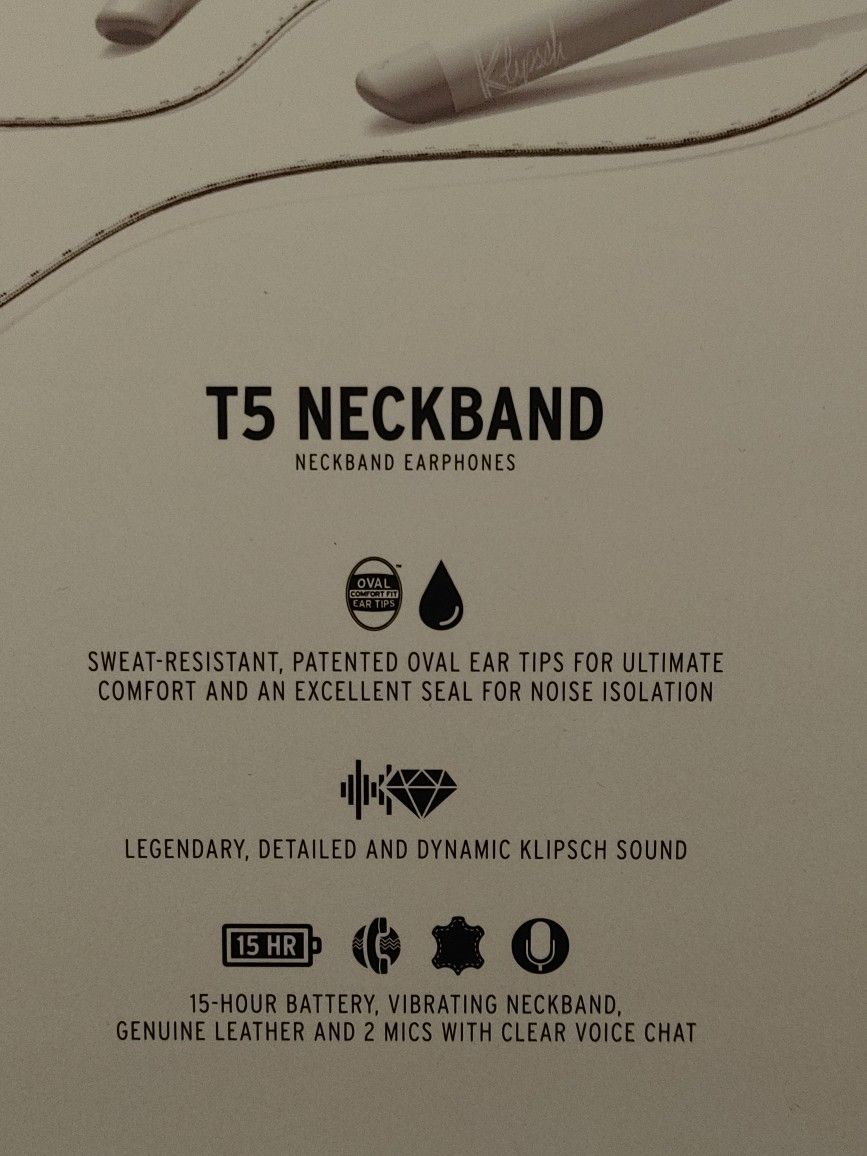 Klipsch
T5 NECKBAND
NECKBAND EARPHONES
OVAL
COMFORT FIT
EAR TIPS
™
SWEAT-RESISTANT, PATENTED OVAL EAR TIPS FOR ULTIMATE
COMFORT AND AN EXCELLENT SEAL FOR NOISE ISOLATION
LEGENDARY, DETAILED AND DYNAMIC KLIPSCH SOUND
15 HR
15-HOUR BATTERY, VIBRATING NECKBAND,
GENUINE LEATHER AND 2 MICS WITH CLEAR VOICE CHAT